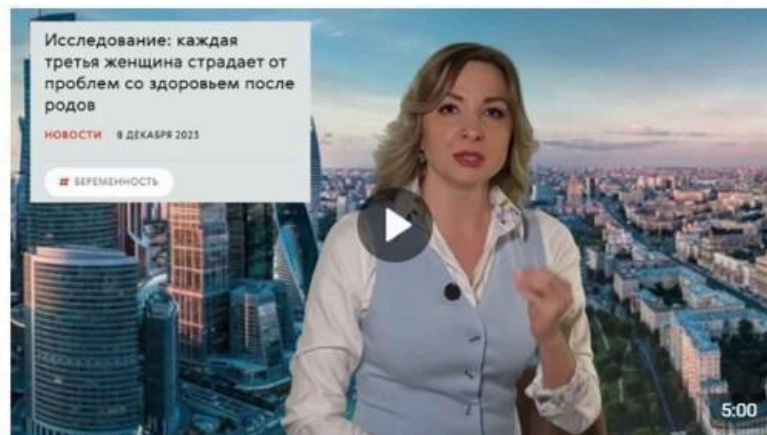 Исследование: каждая
третья женщина страдает от
проблем со здоровьем после
родов
НОВОСТИ 8 ДЕКАБРЯ 2023
# БЕРЕМЕННОСТЬ
5:00